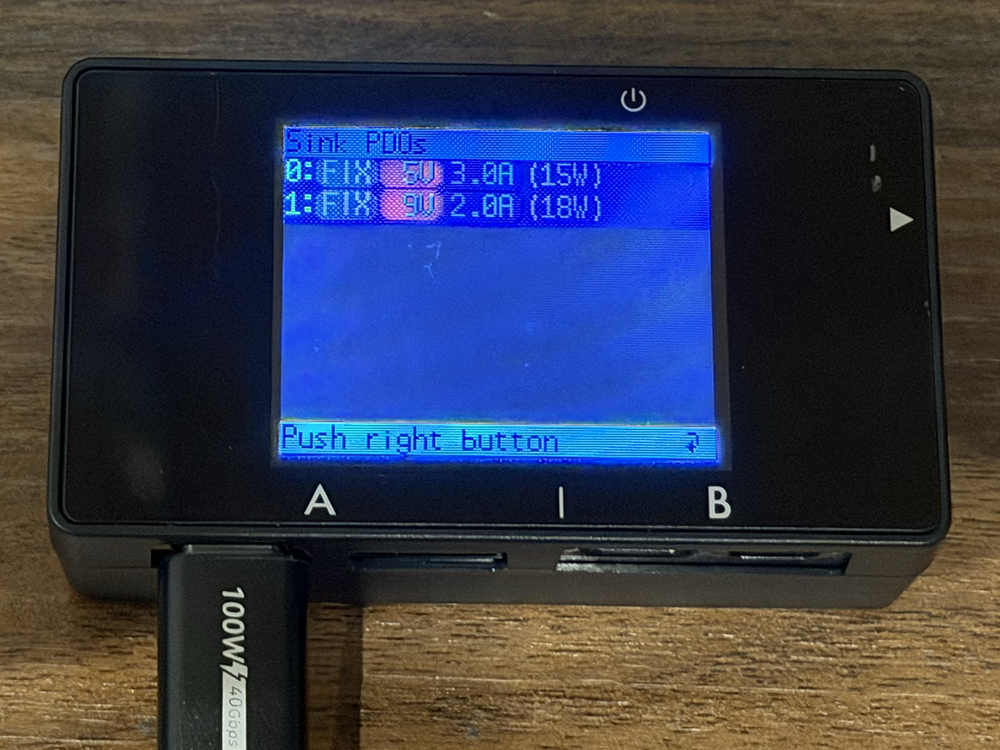 Sink PDOs
0: FIX 5V 3.0A (15W)
1: FIX 9V 2.0A (18W)
Push right button
A | B
100W
40Gbps